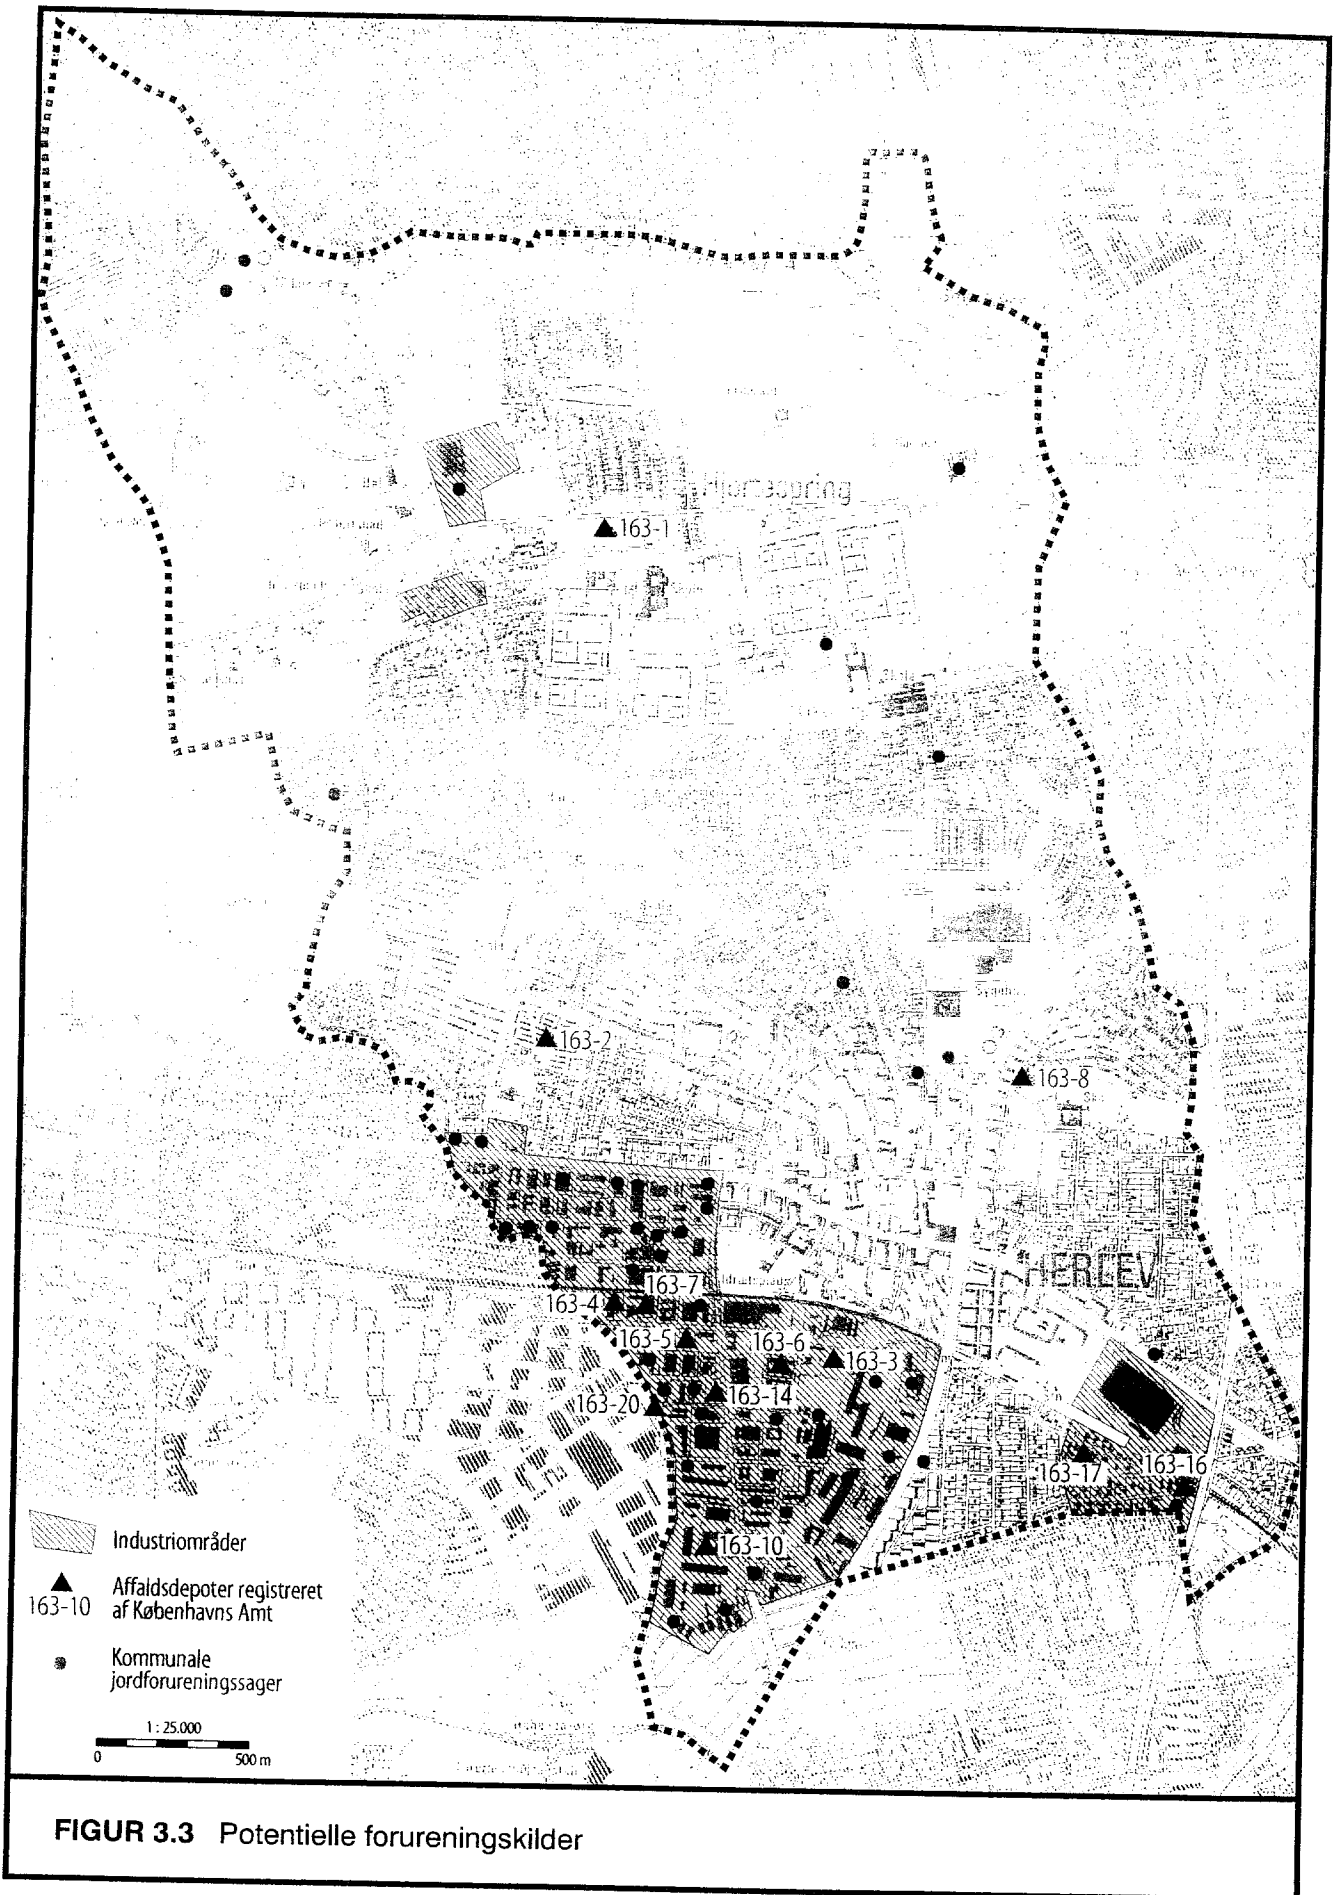 Hjortespring
163-1
163-2
163-8
HERLEV
163-7
163-4
163-5
163-6
163-3
163-14
163-20
163-17
163-16
163-10
Industriområder
163-10
Affaldsdepoter registreret
af Københavns Amt
Kommunale
jordforureningssager
1 : 25.000
0
500 m
FIGUR 3.3 Potentielle forureningskilder